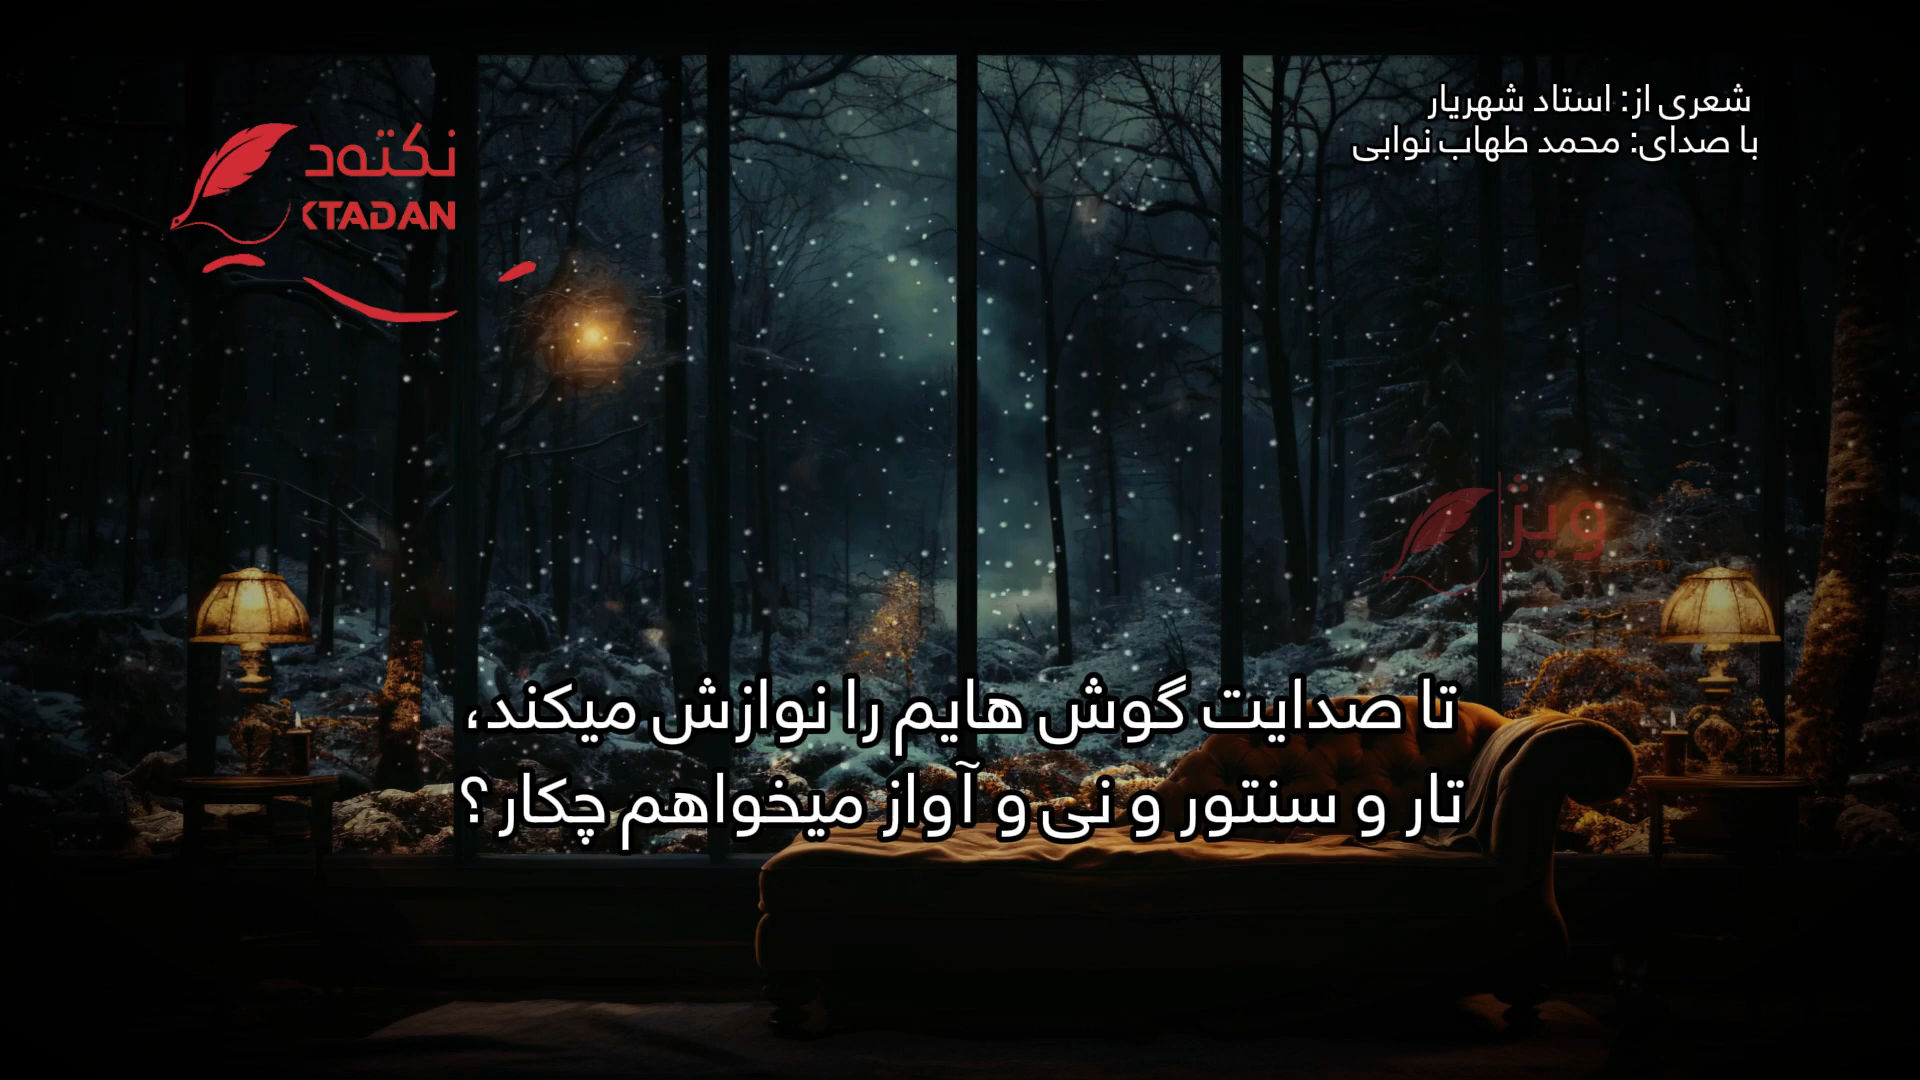 شعری از: استاد شهریار
با صدای: محمد طهاب نوابی
KTADAN
تا صدایت گوش هایم را نوازش میکند،
تار و سنتور و نی و آواز میخواهم چکار؟